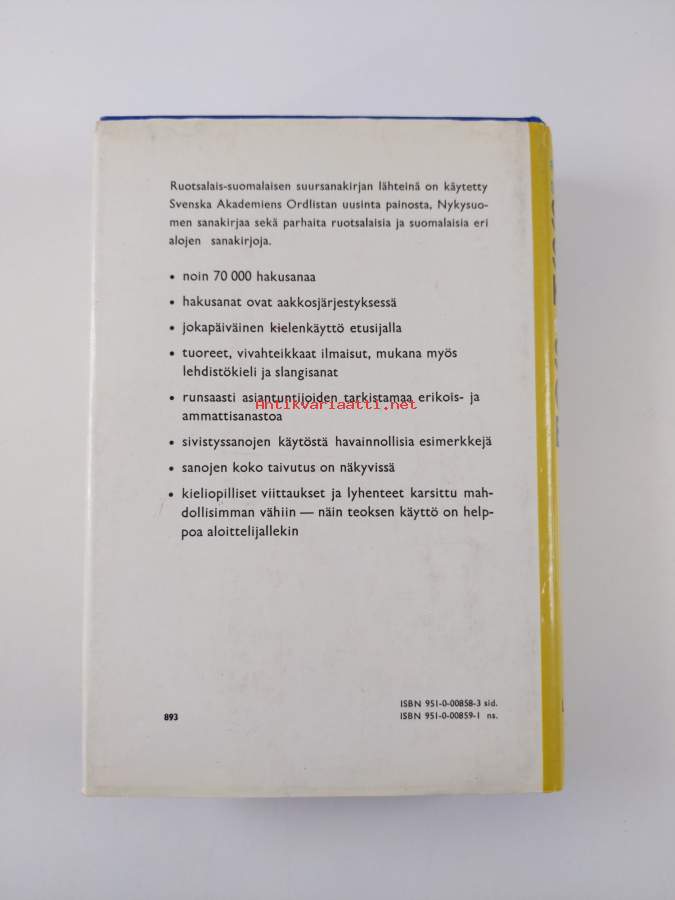 Ruotsalais-suomalaisen suursanakirjan lähteinä on käytetty
Svenska Akademiens Ordlistan uusinta painosta, Nykysuo-
men sanakirjaa sekä parhaita ruotsalaisia ja suomalaisia eri
alojen sanakirjoja.
• noin 70 000 hakusanaa
• hakusanat ovat aakkosjärjestyksessä
• jokapäiväinen kielenkäyttö etusijalla
• tuoreet, vivahteikkaat ilmaisut, mukana myös
lehdistökieli ja slangisanat
• runsaasti asiantuntijoiden tarkistamaa erikois- ja
Antikvariaatti.net
ammattisanastoa
• sivistyssanojen käytöstä havainnollisia esimerkkejä
• sanojen koko taivutus on näkyvissä
• kieliopilliset viittaukset ja lyhenteet karsittu mah-
dollisimman vähiin — näin teoksen käyttö on help-
poa aloittelijallekin
ISBN 951-0-00858-3 sid.
893
ISBN 951-0-00859-1 ns.